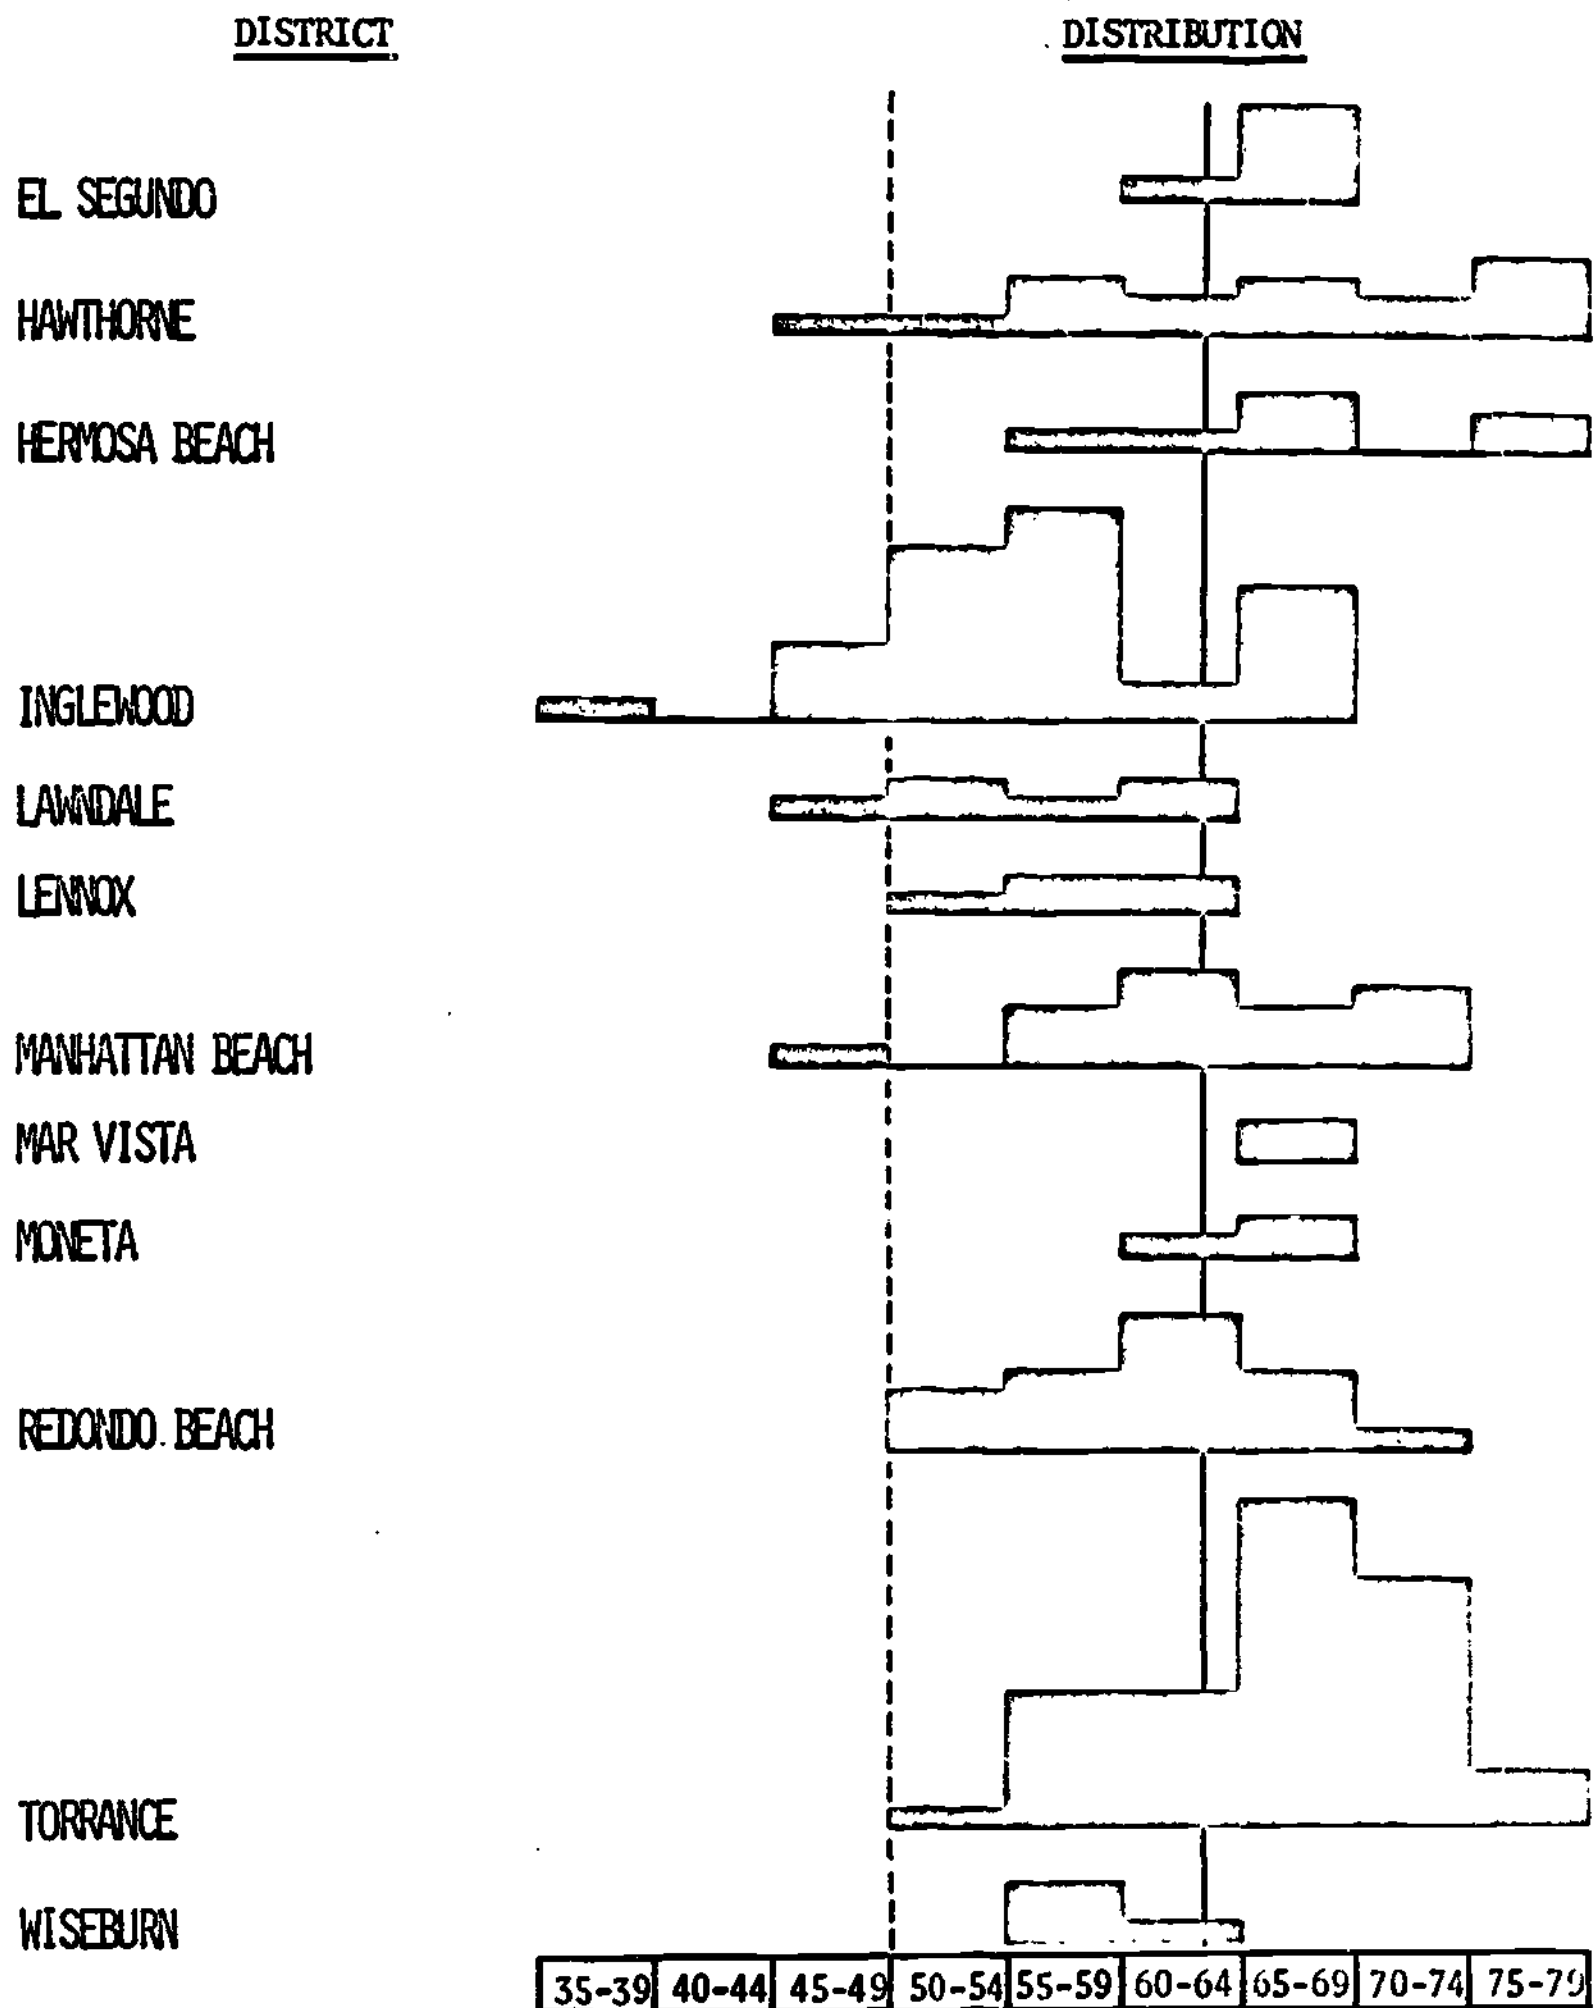 DISTRICT DISTRIBUTION
EL SEGUNDO
HAWTHORNE
HERMOSA BEACH
INGLEWOOD
LAWNDALE
LENNOX
MANHATTAN BEACH
MAR VISTA
MONETA
REDONDO BEACH
TORRANCE
WISEBURN
35-39 40-44 45-49 50-54 55-59 60-64 65-69 70-74 75-79